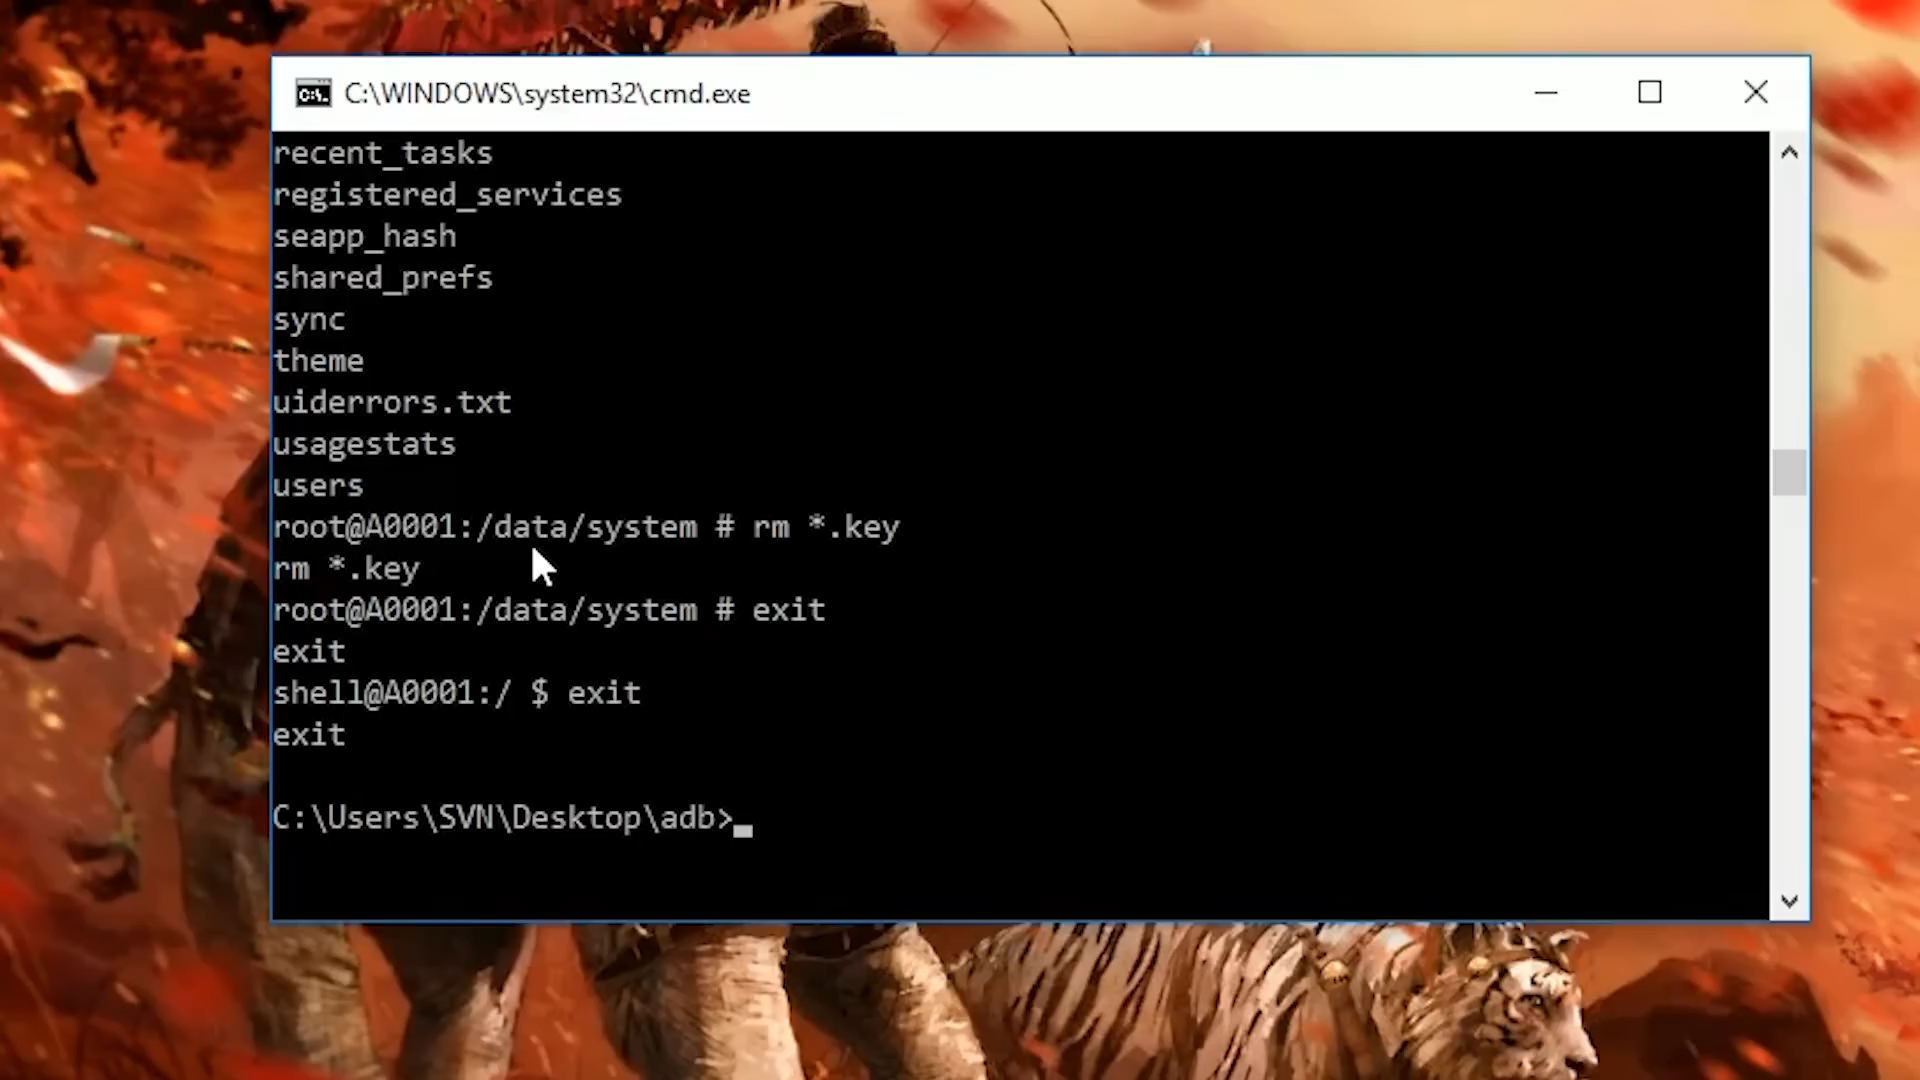 C:\WINDOWS\system32\cmd.exe
recent_tasks
registered_services
seapp_hash
shared_prefs
sync
theme
uiderrors.txt
usagestats
users
root@A0001:/data/system # rm *.key
rm *.key
root@A0001:/data/system # exit
exit
shell@A0001:/ $ exit
exit
C:\Users\SVN\Desktop\adb>